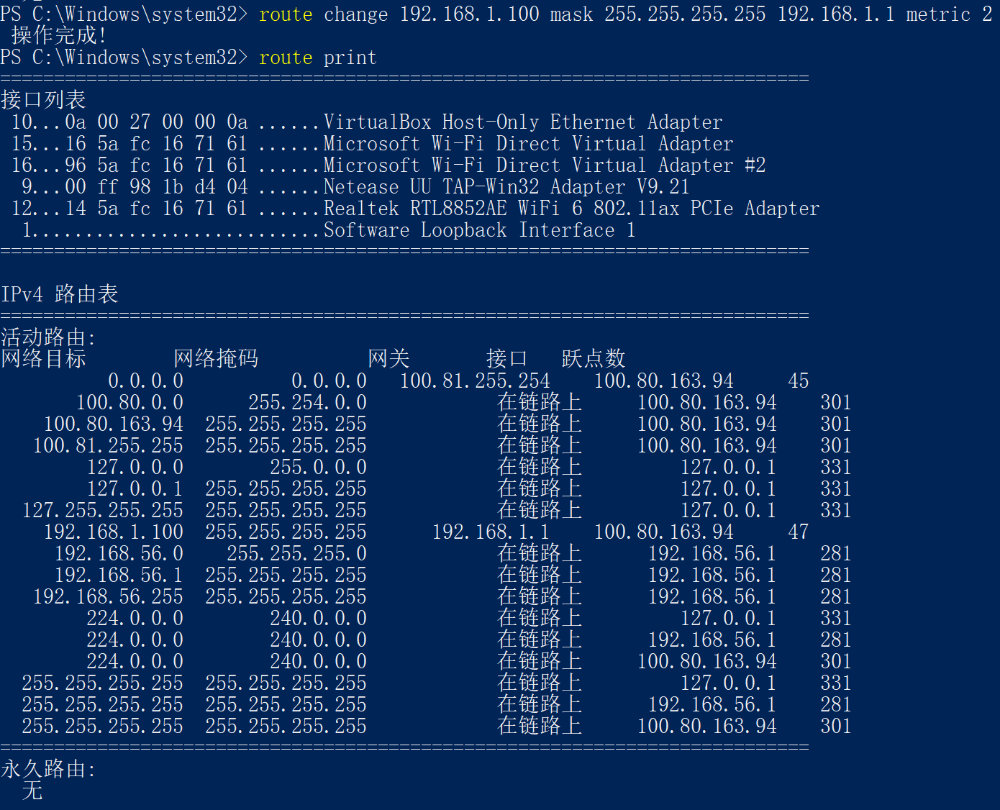 PS C:\Windows\system32> route change 192.168.1.100 mask 255.255.255.255 192.168.1.1 metric 2
操作完成!
PS C:\Windows\system32> route print
===========================================================================
接口列表
 10...0a 00 27 00 00 0a ......VirtualBox Host-Only Ethernet Adapter
 15...16 5a fc 16 71 61 ......Microsoft Wi-Fi Direct Virtual Adapter
 16...96 5a fc 16 71 61 ......Microsoft Wi-Fi Direct Virtual Adapter #2
  9...00 ff 98 1b d4 04 ......Netease UU TAP-Win32 Adapter V9.21
 12...14 5a fc 16 71 61 ......Realtek RTL8852AE WiFi 6 802.11ax PCIe Adapter
  1...........................Software Loopback Interface 1
===========================================================================
IPv4 路由表
===========================================================================
活动路由:
网络目标        网络掩码          网关       接口   跃点数
          0.0.0.0          0.0.0.0   100.81.255.254    100.80.163.94     45
       100.80.0.0      255.254.0.0            在链路上     100.80.163.94    301
    100.80.163.94  255.255.255.255            在链路上     100.80.163.94    301
   100.81.255.255  255.255.255.255            在链路上     100.80.163.94    301
        127.0.0.0        255.0.0.0            在链路上         127.0.0.1    331
        127.0.0.1  255.255.255.255            在链路上         127.0.0.1    331
  127.255.255.255  255.255.255.255            在链路上         127.0.0.1    331
    192.168.1.100  255.255.255.255      192.168.1.1    100.80.163.94     47
     192.168.56.0    255.255.255.0            在链路上      192.168.56.1    281
     192.168.56.1  255.255.255.255            在链路上      192.168.56.1    281
   192.168.56.255  255.255.255.255            在链路上      192.168.56.1    281
        224.0.0.0        240.0.0.0            在链路上         127.0.0.1    331
        224.0.0.0        240.0.0.0            在链路上      192.168.56.1    281
        224.0.0.0        240.0.0.0            在链路上     100.80.163.94    301
  255.255.255.255  255.255.255.255            在链路上         127.0.0.1    331
  255.255.255.255  255.255.255.255            在链路上      192.168.56.1    281
  255.255.255.255  255.255.255.255            在链路上     100.80.163.94    301
===========================================================================
永久路由:
  无